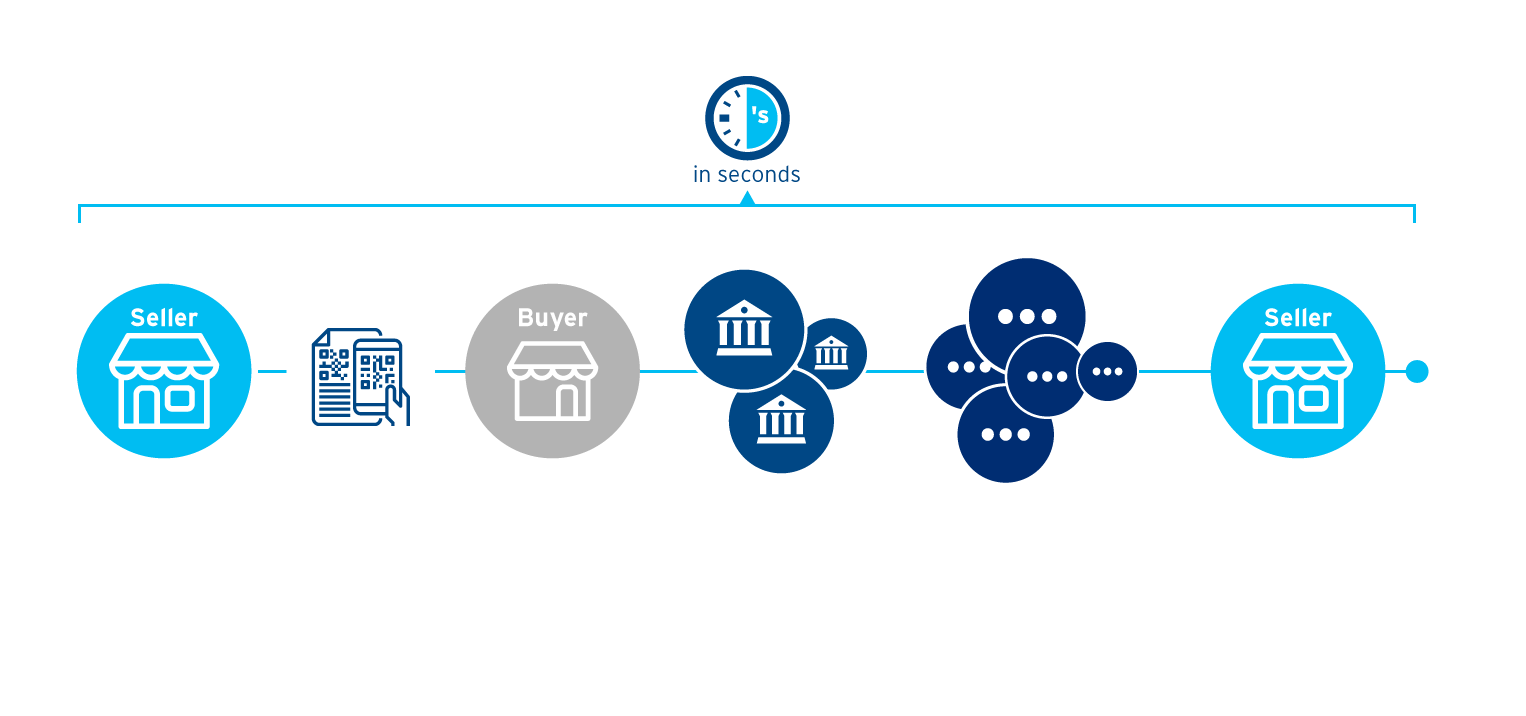 's
in seconds
Seller
Buyer
Seller